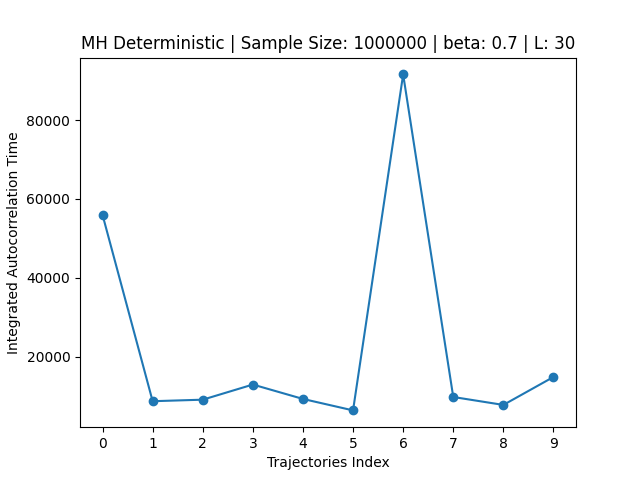 MH Deterministic | Sample Size: 1000000 | beta: 0.7 | L: 30
Integrated Autocorrelation Time
80000
60000
40000
20000
0 1 2 3 4 5 6 7 8 9
Trajectories Index